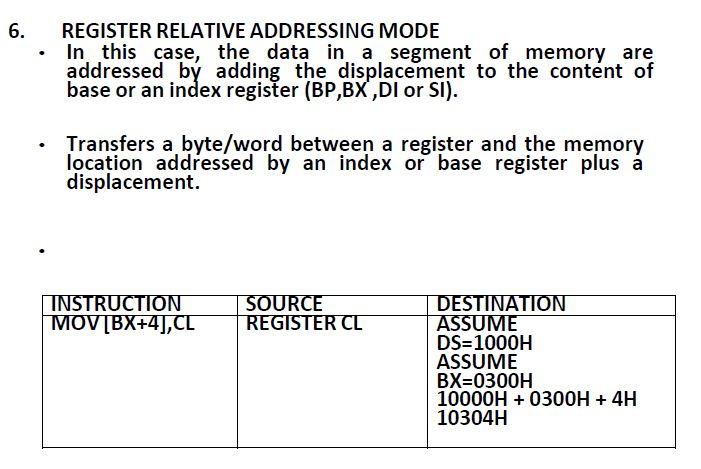 6. REGISTER RELATIVE ADDRESSING MODE
• In this case, the data in a segment of memory are
addressed by adding the displacement to the content of
base or an index register (BP,BX ,DI or SI).
• Transfers a byte/word between a register and the memory
location addressed by an index or base register plus a
displacement.
•
INSTRUCTION SOURCE DESTINATION
MOV [BX+4],CL REGISTER CL ASSUME
DS=1000H
ASSUME
BX=0300H
10000H + 0300H + 4H
10304H